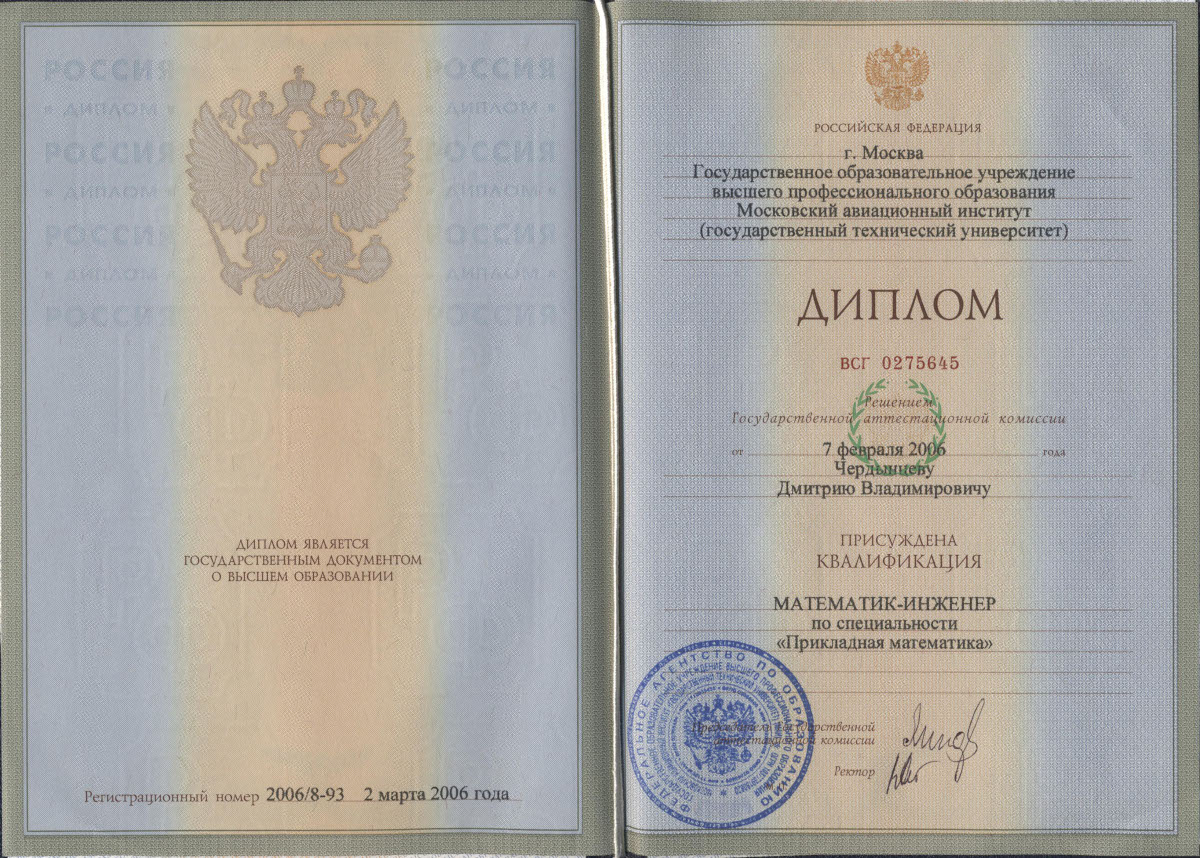 РОССИЯ РОССИЯ
« ДИПЛОМ » « ДИПЛОМ »
РОССИЯ РОССИЯ
« ДИПЛОМ » « ДИПЛОМ »
РОССИЯ РОССИЯ
« ДИПЛОМ » « ДИПЛОМ »
РОССИЯ РОССИЯ
ДИПЛОМ ЯВЛЯЕТСЯ
ГОСУДАРСТВЕННЫМ ДОКУМЕНТОМ
О ВЫСШЕМ ОБРАЗОВАНИИ
Регистрационный номер 2006/8-93 2 марта 2006 года
РОССИЙСКАЯ ФЕДЕРАЦИЯ
г. Москва
Государственное образовательное учреждение
высшего профессионального образования
Московский авиационный институт
(государственный технический университет)
ДИПЛОМ
ВСГ 0275645
Решением
Государственной аттестационной комиссии
от 7 февраля 2006 года
Чердынцеву
Дмитрию Владимировичу
ПРИСУЖДЕНА
КВАЛИФИКАЦИЯ
МАТЕМАТИК-ИНЖЕНЕР
по специальности
«Прикладная математика»
ФЕДЕРАЛЬНОЕ АГЕНТСТВО ПО ОБРАЗОВАНИЮ
Председатель Государственной
аттестационной комиссии
Ректор